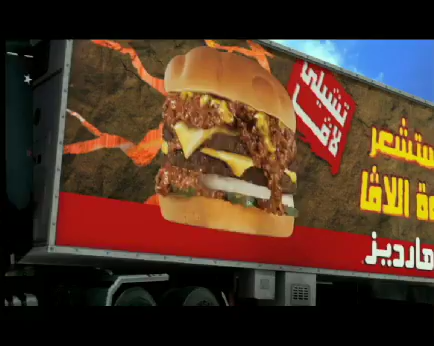 تشيلي
لافا
ستشعر
ة اللافا
هارديز